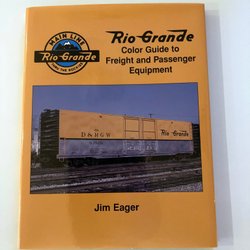 MAIN LINE
Rio Grande
THRU THE ROCKIES
Rio Grande
Color Guide to
Freight and Passenger
Equipment
D&RGW
Rio Grande
Jim Eager